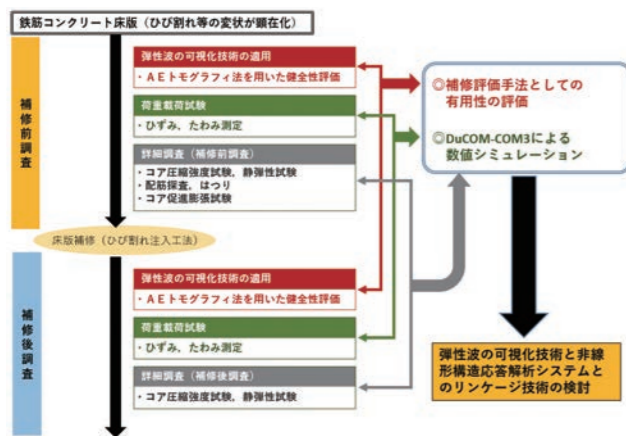 鉄筋コンクリート床版（ひび割れ等の変状が顕在化）
補修前調査
弾性波の可視化技術の適用
・ＡＥトモグラフィ法を用いた健全性評価
荷重載荷試験
・ひずみ，たわみ測定
詳細調査（補修前調査）
・コア圧縮強度試験，静弾性試験
・配筋探査，はつり
・コア促進膨張試験
床版補修（ひび割れ注入工法）
補修後調査
弾性波の可視化技術の適用
・ＡＥトモグラフィ法を用いた健全性評価
荷重載荷試験
・ひずみ，たわみ測定
詳細調査（補修後調査）
・コア圧縮強度試験，静弾性試験
◎補修評価手法としての
有用性の評価
◎DuCOM-COM3による
数値シミュレーション
弾性波の可視化技術と非線
形構造応答解析システムと
のリンケージ技術の検討